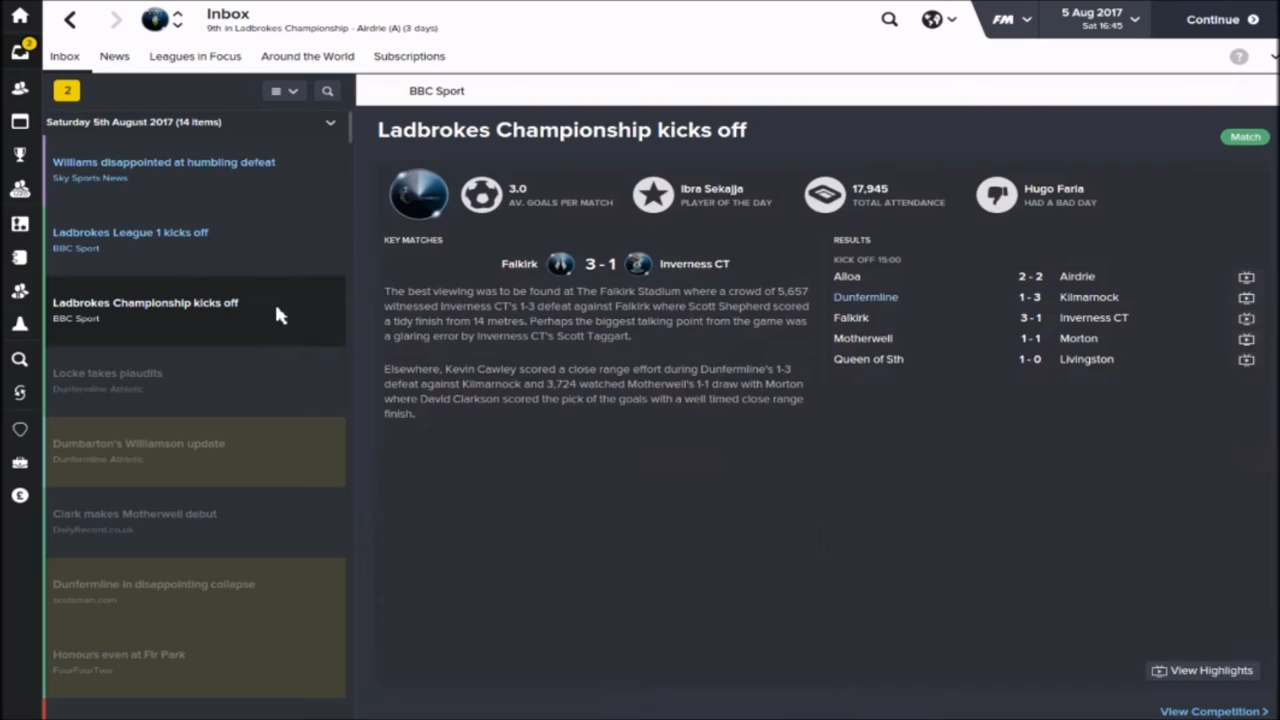 Inbox
9th in Ladbrokes Championship - Airdrie (A) (3 days)
FM
5 Aug 2017
Sat 16:45
Continue
2
Inbox
News
Leagues in Focus
Around the World
Subscriptions
?
2
Saturday 5th August 2017 (14 items)
Williams disappointed at humbling defeat
Sky Sports News
Ladbrokes League 1 kicks off
BBC Sport
Ladbrokes Championship kicks off
BBC Sport
Locke takes plaudits
Dunfermline Athletic
Dumbarton's Williamson update
Dunfermline Athletic
Clark makes Motherwell debut
DailyRecord.co.uk
Dunfermline in disappointing collapse
scotsman.com
Honours even at Fir Park
FourFourTwo
BBC Sport
Ladbrokes Championship kicks off
Match
3.0
AV. GOALS PER MATCH
Ibra Sekajja
PLAYER OF THE DAY
17,945
TOTAL ATTENDANCE
Hugo Faria
HAD A BAD DAY
KEY MATCHES
Falkirk 3 - 1 Inverness CT
The best viewing was to be found at The Falkirk Stadium where a crowd of 5,657
witnessed Inverness CT's 1-3 defeat against Falkirk where Scott Shepherd scored
a tidy finish from 14 metres. Perhaps the biggest talking point from the game was
a glaring error by Inverness CT's Scott Taggart.
Elsewhere, Kevin Cawley scored a close range effort during Dunfermline's 1-3
defeat against Kilmarnock and 3,724 watched Motherwell's 1-1 draw with Morton
where David Clarkson scored the pick of the goals with a well timed close range
finish.
RESULTS
KICK OFF 15:00
Alloa 2 - 2 Airdrie
Dunfermline 1 - 3 Kilmarnock
Falkirk 3 - 1 Inverness CT
Motherwell 1 - 1 Morton
Queen of Sth 1 - 0 Livingston
View Highlights
View Competition >